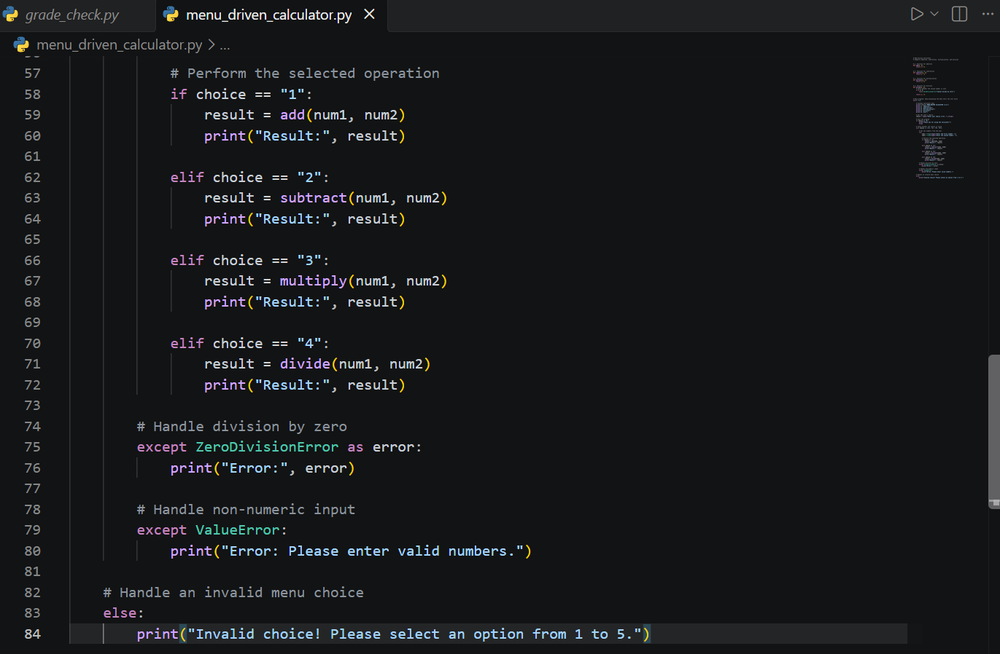 grade_check.py
menu_driven_calculator.py
menu_driven_calculator.py > ...
57 # Perform the selected operation
58 if choice == "1":
59 result = add(num1, num2)
60 print("Result:", result)
61
62 elif choice == "2":
63 result = subtract(num1, num2)
64 print("Result:", result)
65
66 elif choice == "3":
67 result = multiply(num1, num2)
68 print("Result:", result)
69
70 elif choice == "4":
71 result = divide(num1, num2)
72 print("Result:", result)
73
74 # Handle division by zero
75 except ZeroDivisionError as error:
76 print("Error:", error)
77
78 # Handle non-numeric input
79 except ValueError:
80 print("Error: Please enter valid numbers.")
81
82 # Handle an invalid menu choice
83 else:
84 print("Invalid choice! Please select an option from 1 to 5.")